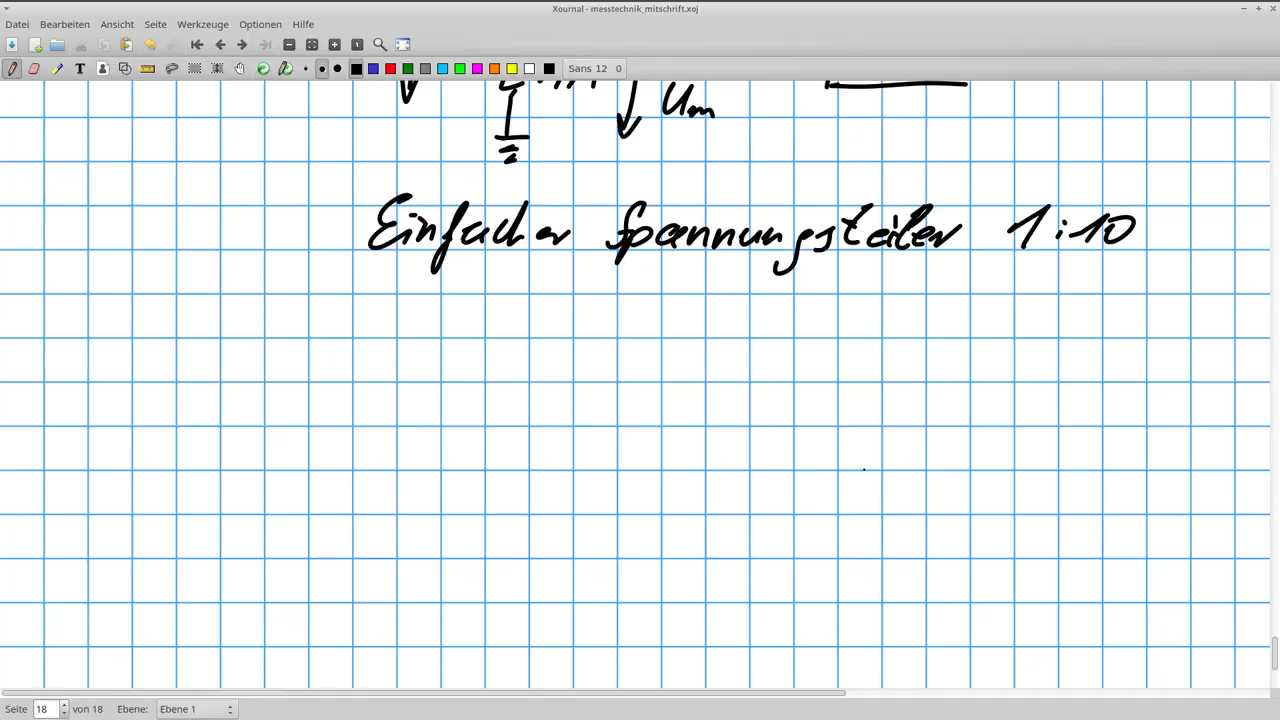 Xournal - messtechnik_mitschrift.xoj
Datei Bearbeiten Ansicht Seite Werkzeuge Optionen Hilfe
T Sans 12 0
Um
Einfacher Spannungsteiler 1:10
Seite 18 von 18 Ebene: Ebene 1